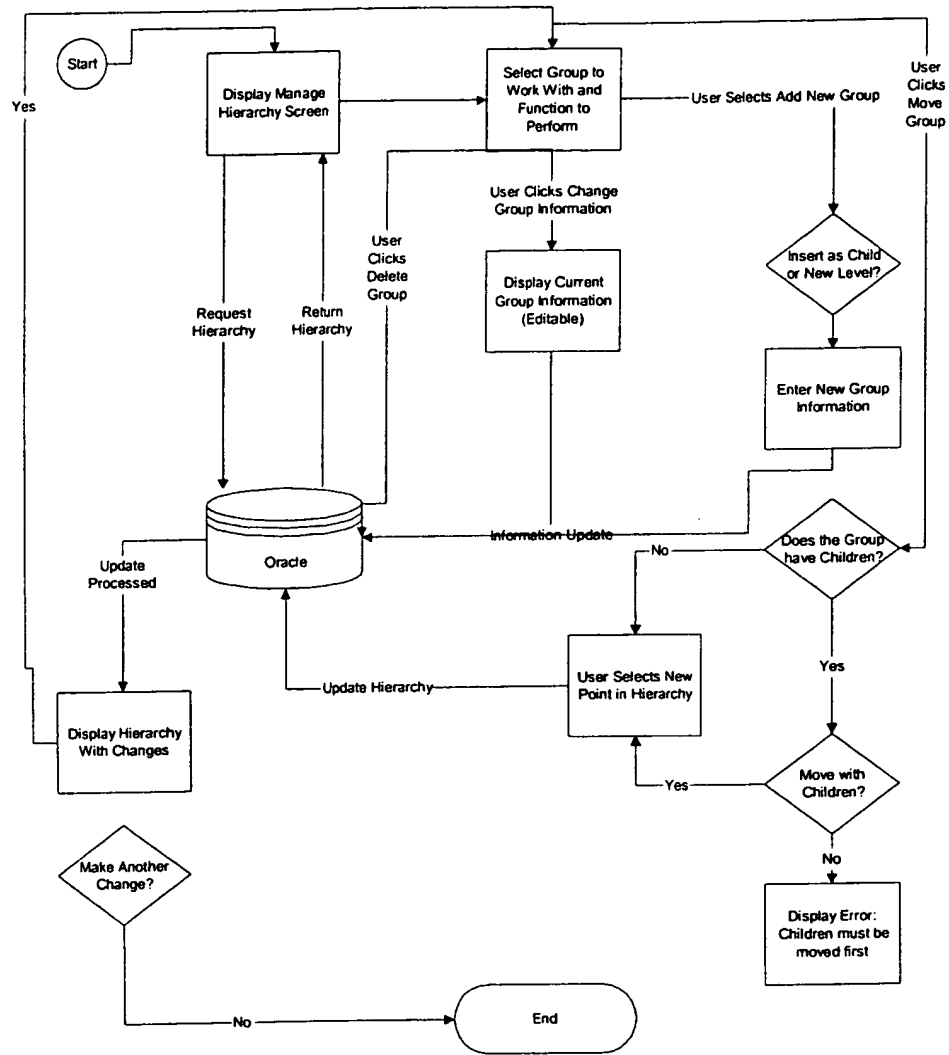 Start
Yes
Display Manage
Hierarchy Screen
Select Group to
Work With and
Function to
Perform
User Selects Add New Group
User
Clicks
Move
Group
User Clicks Change
Group Information
User
Clicks
Delete
Group
Insert as Child
or New Level?
Display Current
Group Information
(Editable)
Request
Hierarchy
Return
Hierarchy
Enter New Group
Information
Information Update
Oracle
Does the Group
have Children?
No
Update
Processed
Yes
User Selects New
Point in Hierarchy
Update Hierarchy
Display Hierarchy
With Changes
Move with
Children?
Yes
No
Make Another
Change?
Display Error:
Children must be
moved first
No
End